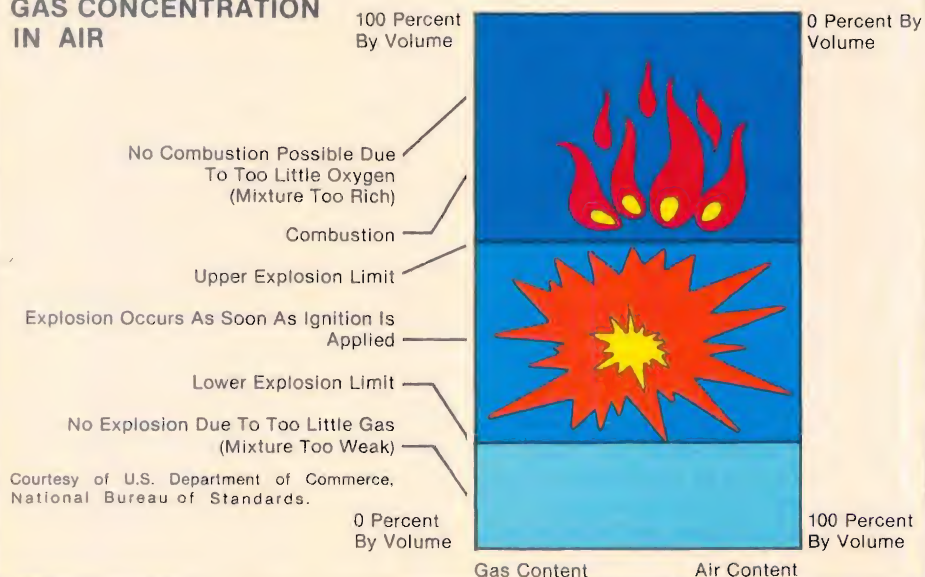 GAS CONCENTRATION
IN AIR
100 Percent
By Volume
0 Percent By
Volume
No Combustion Possible Due
To Too Little Oxygen
(Mixture Too Rich)
Combustion
Upper Explosion Limit
Explosion Occurs As Soon As Ignition Is
Applied
Lower Explosion Limit
No Explosion Due To Too Little Gas
(Mixture Too Weak)
Courtesy of U.S. Department of Commerce,
National Bureau of Standards.
0 Percent
By Volume
100 Percent
By Volume
Gas Content
Air Content